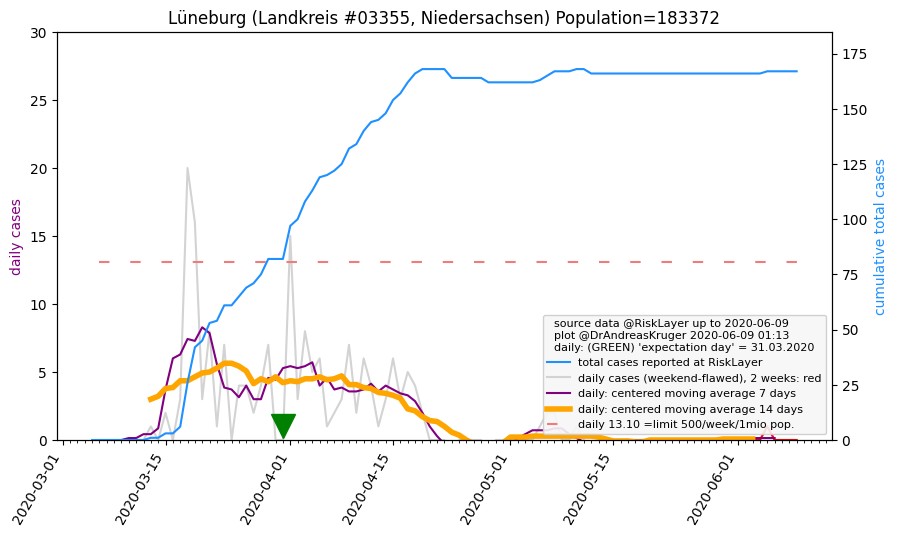 Lüneburg (Landkreis #03355, Niedersachsen) Population=183372
30
25
20
15
10
5
0
daily cases
175
150
125
100
75
50
25
0
cumulative total cases
source data @RiskLayer up to 2020-06-09
plot @DrAndreasKruger 2020-06-09 01:13
daily: (GREEN) 'expectation day' = 31.03.2020
total cases reported at RiskLayer
daily cases (weekend-flawed), 2 weeks: red
daily: centered moving average 7 days
daily: centered moving average 14 days
daily 13.10 =limit 500/week/1mio pop.
2020-03-01
2020-03-15
2020-04-01
2020-04-15
2020-05-01
2020-05-15
2020-06-01